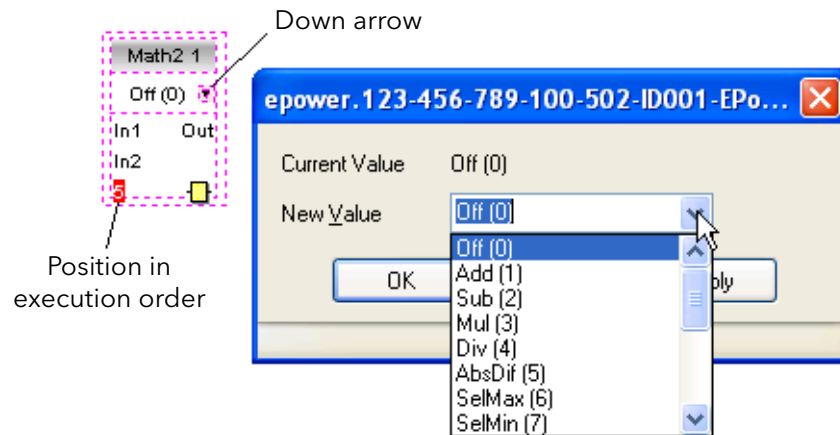 Down arrow
Math2 1
Off (0)
In1 Out
In2
5
Position in
execution order
epower.123-456-789-100-502-ID001-EPo...
Current Value Off (0)
New Value Off (0)
Off (0)
Add (1)
Sub (2)
Mul (3)
Div (4)
AbsDif (5)
SelMax (6)
SelMin (7)
OK